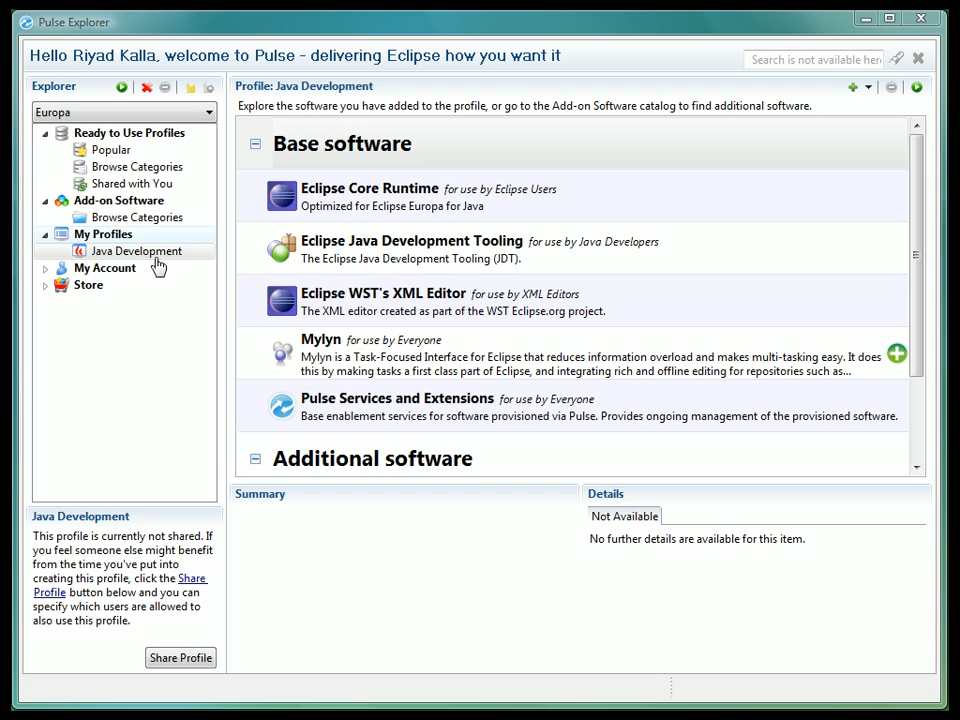 Pulse Explorer
Hello Riyad Kalla, welcome to Pulse - delivering Eclipse how you want it
Search is not available here
Explorer
Europa
Ready to Use Profiles
Popular
Browse Categories
Shared with You
Add-on Software
Browse Categories
My Profiles
Java Development
My Account
Store
Java Development
This profile is currently not shared. If
you feel someone else might benefit
from the time you've put into
creating this profile, click the Share
Profile button below and you can
specify which users are allowed to
also use this profile.
Share Profile
Profile: Java Development
Explore the software you have added to the profile, or go to the Add-on Software catalog to find additional software.
Base software
Eclipse Core Runtime for use by Eclipse Users
Optimized for Eclipse Europa for Java
Eclipse Java Development Tooling for use by Java Developers
The Eclipse Java Development Tooling (JDT).
Eclipse WST's XML Editor for use by XML Editors
The XML editor created as part of the WST Eclipse.org project.
Mylyn for use by Everyone
Mylyn is a Task-Focused Interface for Eclipse that reduces information overload and makes multi-tasking easy. It does
this by making tasks a first class part of Eclipse, and integrating rich and offline editing for repositories such as...
Pulse Services and Extensions for use by Everyone
Base enablement services for software provisioned via Pulse. Provides ongoing management of the provisioned software.
Additional software
Summary
Details
Not Available
No further details are available for this item.